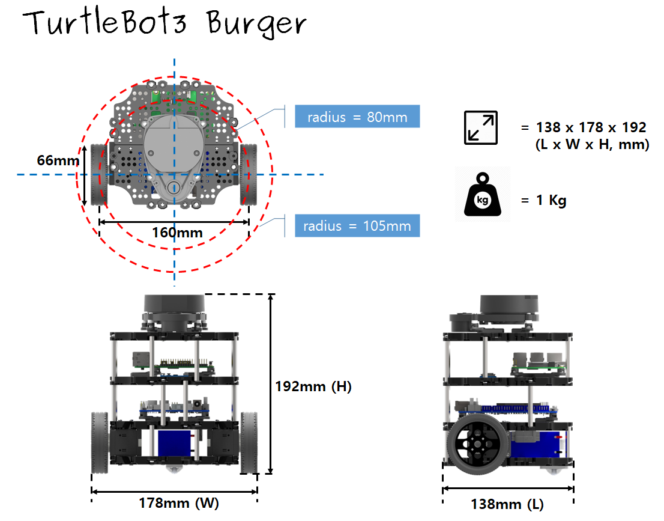 TurtleBot3 Burger
radius = 80mm
= 138 x 178 x 192
(L x W x H, mm)
66mm
kg
= 1 Kg
radius = 105mm
160mm
192mm (H)
178mm (W)
138mm (L)